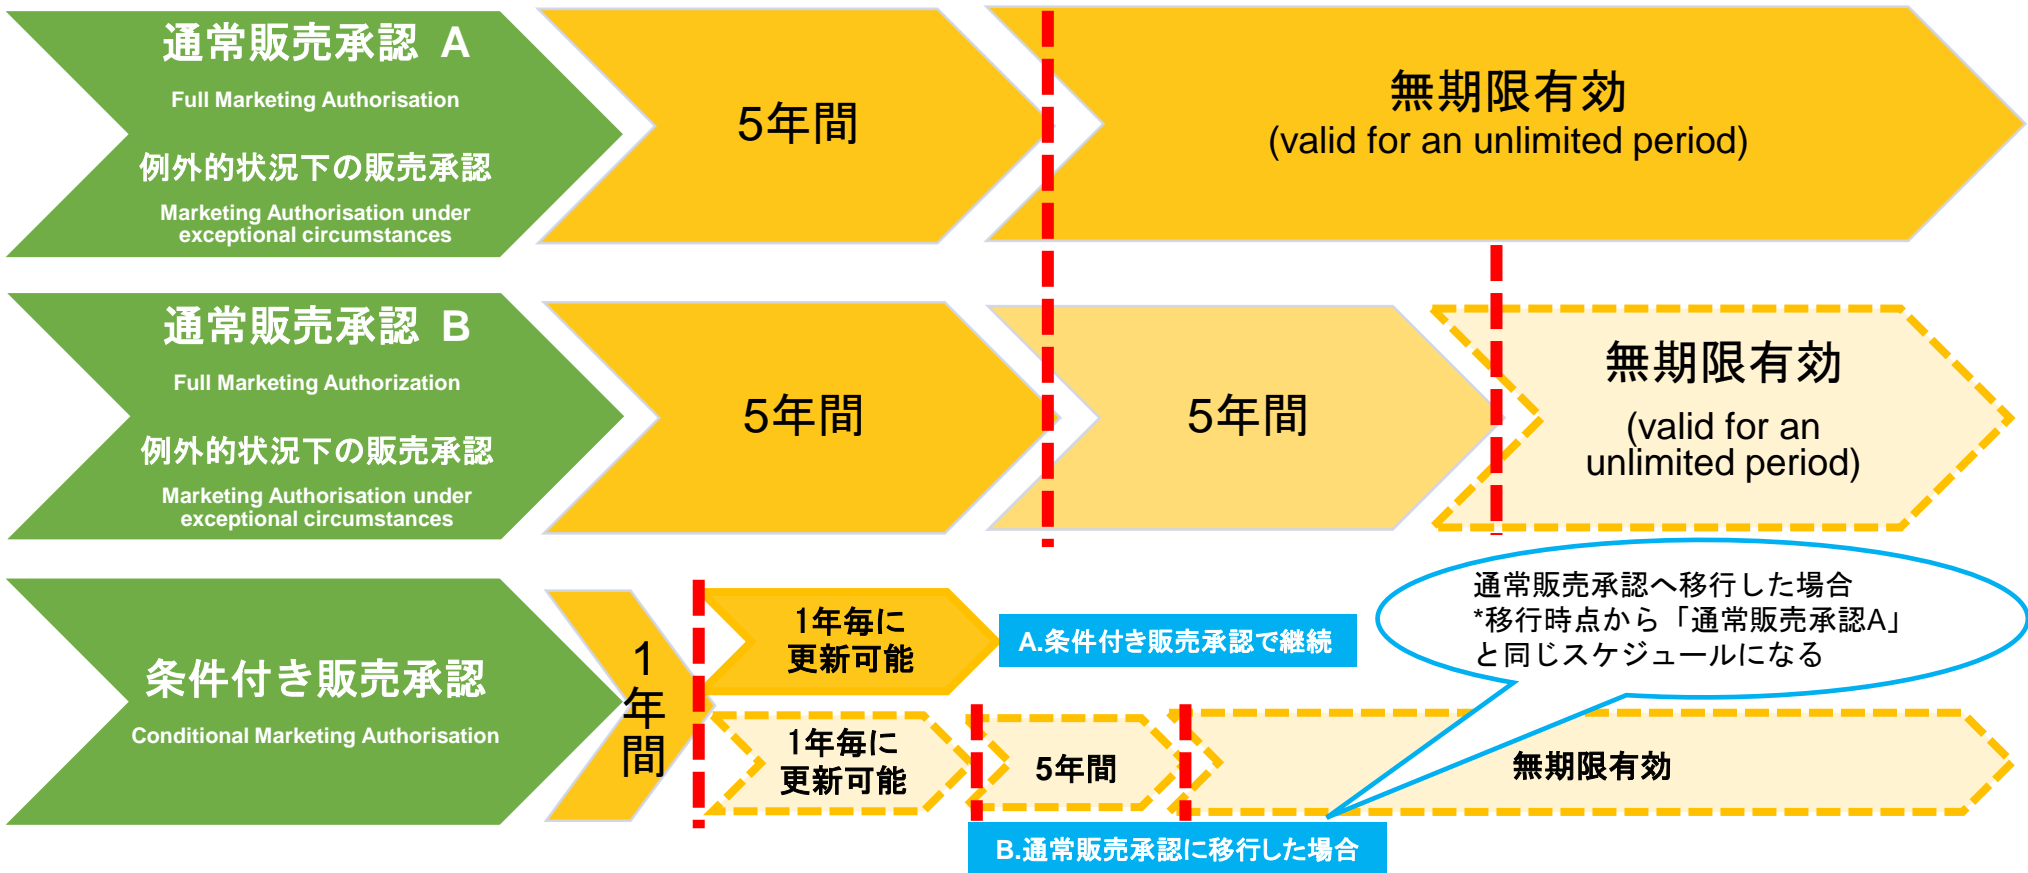 通常販売承認 A
Full Marketing Authorisation
例外的状況下の販売承認
Marketing Authorisation under
exceptional circumstances
5年間
無期限有効
(valid for an unlimited period)
通常販売承認 B
Full Marketing Authorization
例外的状況下の販売承認
Marketing Authorisation under
exceptional circumstances
5年間
5年間
無期限有効
(valid for an
unlimited period)
条件付き販売承認
Conditional Marketing Authorisation
1
年
間
1年毎に
更新可能
A.条件付き販売承認で継続
通常販売承認へ移行した場合
*移行時点から「通常販売承認A」
と同じスケジュールになる
1年毎に
更新可能
5年間
無期限有効
B.通常販売承認に移行した場合